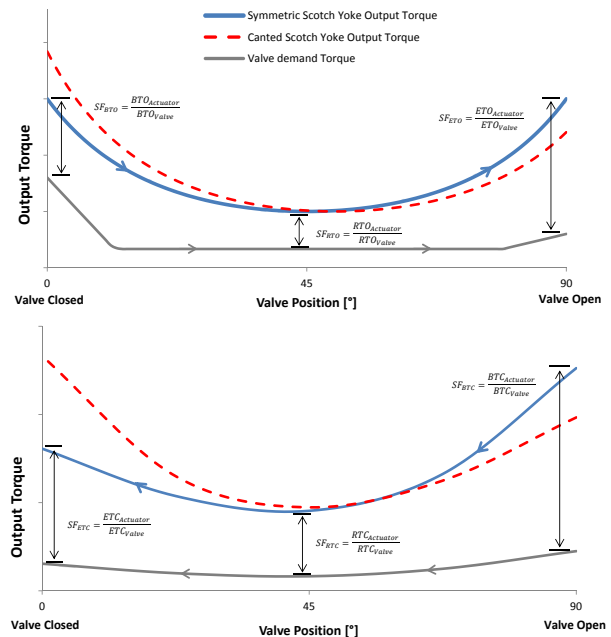 Symmetric Scotch Yoke Output Torque
Canted Scotch Yoke Output Torque
Valve demand Torque
Output Torque
SF_BTO = BTO_Actuator / BTO_Valve
SF_ETO = ETO_Actuator / ETO_Valve
SF_RTO = RTO_Actuator / RTO_Valve
0 45 90
Valve Closed Valve Position [°] Valve Open
Output Torque
SF_BTC = BTC_Actuator / BTC_Valve
SF_ETC = ETC_Actuator / ETC_Valve
SF_RTC = RTC_Actuator / RTC_Valve
0 45 90
Valve Closed Valve Position [°] Valve Open